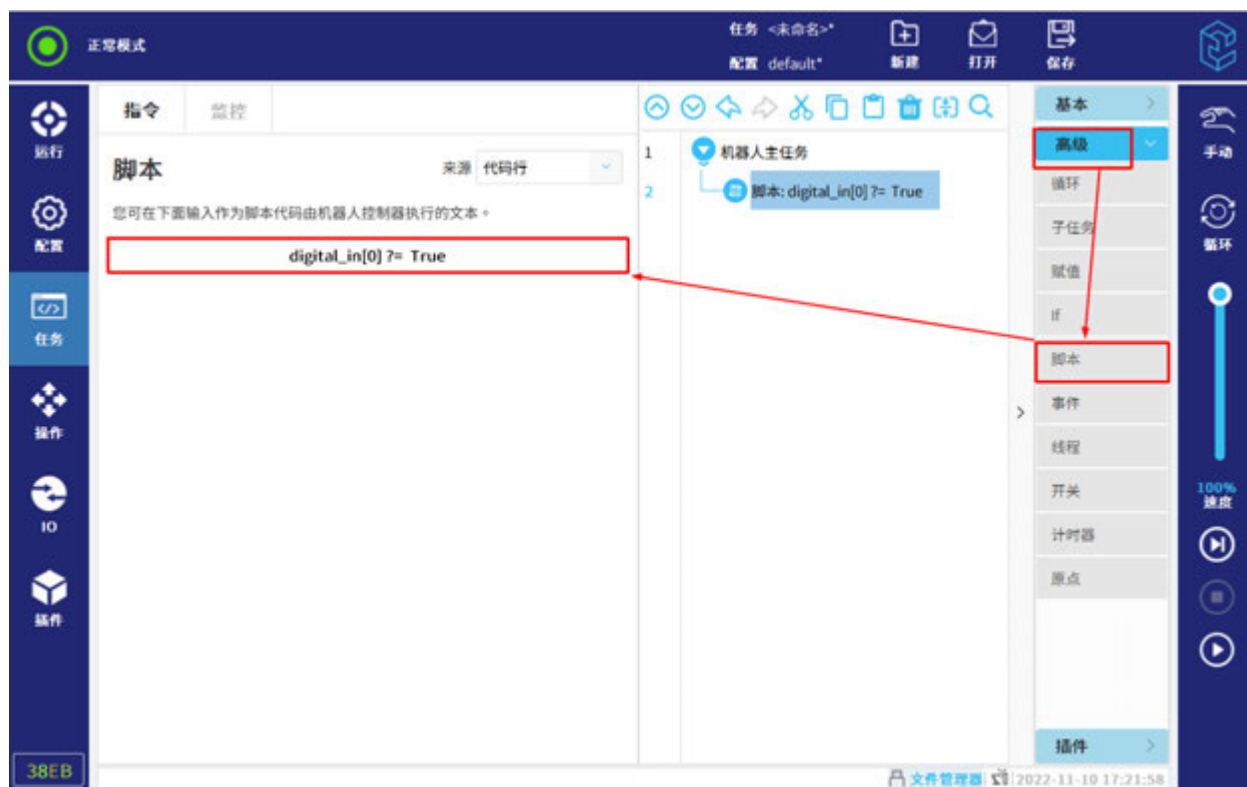 正常模式
任务 <未命名>*
配置 default*
新建
打开
保存
运行
配置
任务
操作
IO
插件
38EB
指令
监控
脚本
来源 代码行
您可在下面输入作为脚本代码由机器人控制器执行的文本。
digital_in[0] ?= True
1 机器人主任务
2 脚本: digital_in[0] ?= True
基本
高级
循环
子任务
赋值
If
脚本
事件
线程
开关
计时器
原点
插件
手动
循环
100%
速度
文件管理器 2022-11-10 17:21:58